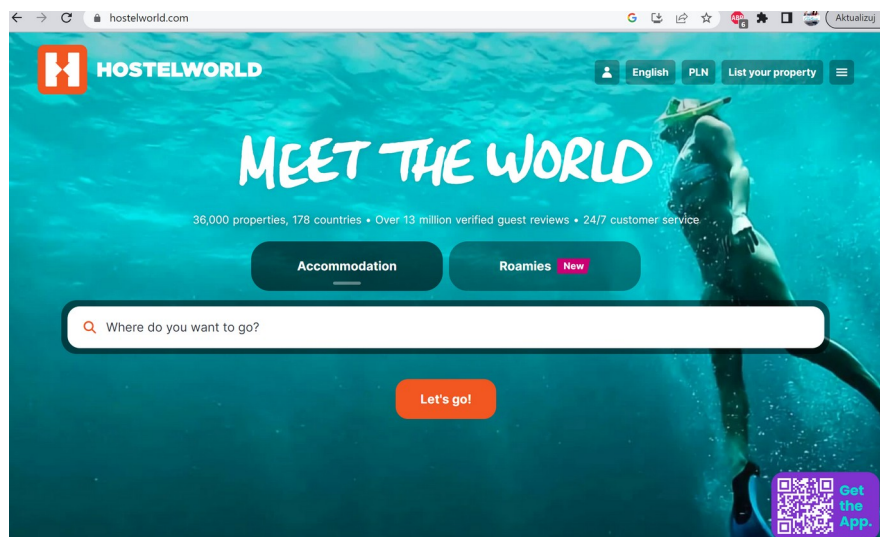 hostelworld.com
ABP
6
Aktualizuj
HOSTELWORLD
English
PLN
List your property
MEET THE WORLD
36,000 properties, 178 countries • Over 13 million verified guest reviews • 24/7 customer service
Accommodation
Roamies New
Where do you want to go?
Let's go!
Get
the
App.